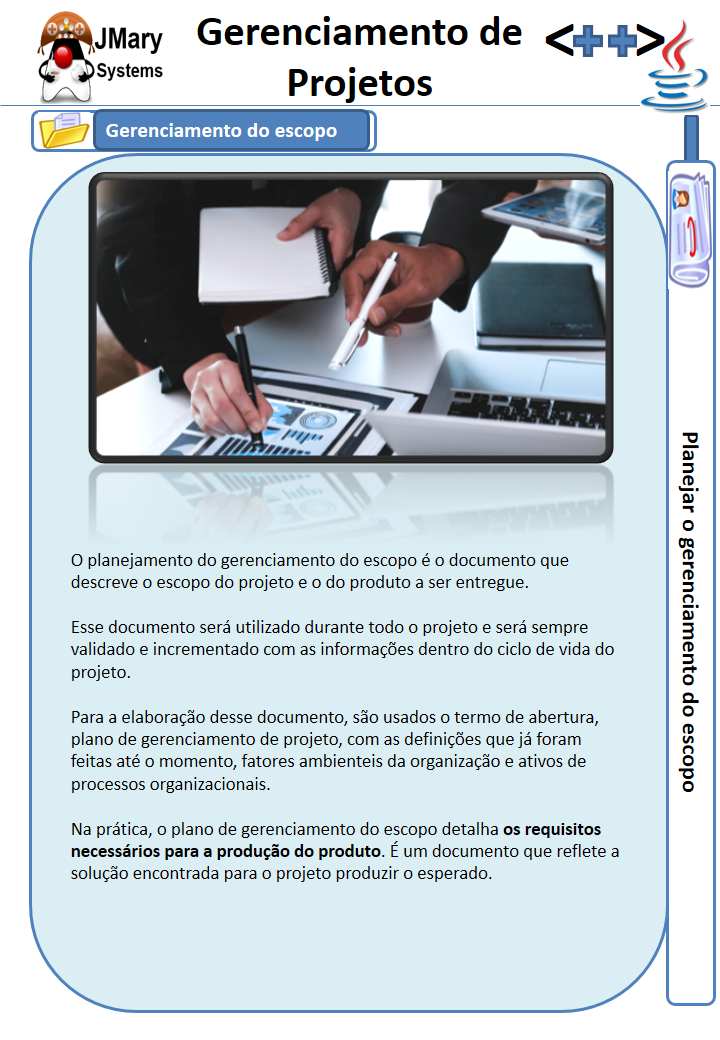 JMary
Systems
Gerenciamento de
Projetos
<++>
Gerenciamento do escopo
Planejar o gerenciamento do escopo
O planejamento do gerenciamento do escopo é o documento que
descreve o escopo do projeto e o do produto a ser entregue.
Esse documento será utilizado durante todo o projeto e será sempre
validado e incrementado com as informações dentro do ciclo de vida do
projeto.
Para a elaboração desse documento, são usados o termo de abertura,
plano de gerenciamento de projeto, com as definições que já foram
feitas até o momento, fatores ambienteis da organização e ativos de
processos organizacionais.
Na prática, o plano de gerenciamento do escopo detalha os requisitos
necessários para a produção do produto. É um documento que reflete a
solução encontrada para o projeto produzir o esperado.